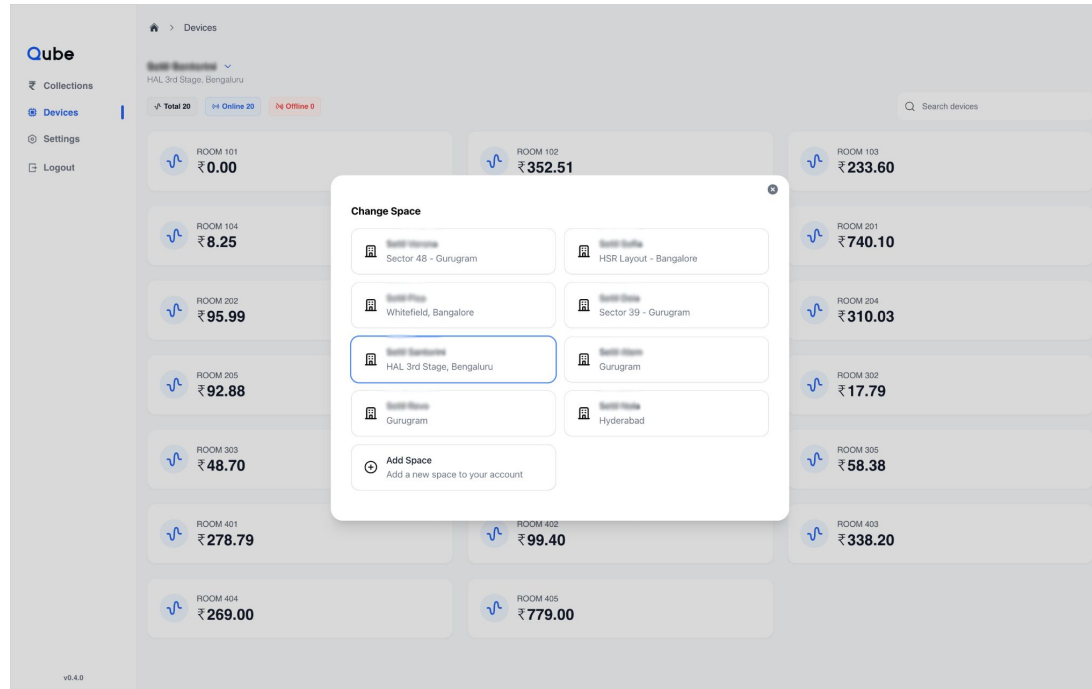 Devices
Qube
HAL 3rd Stage, Bengaluru
Collections
Total 20
Online 20
Offline 0
Search devices
Devices
Settings
Logout
ROOM 101
₹0.00
ROOM 102
₹352.51
ROOM 103
₹233.60
Change Space
Sector 48 - Gurugram
HSR Layout - Bangalore
Whitefield, Bangalore
Sector 39 - Gurugram
HAL 3rd Stage, Bengaluru
Gurugram
Gurugram
Hyderabad
Add Space
Add a new space to your account
ROOM 104
₹8.25
ROOM 201
₹740.10
ROOM 202
₹95.99
ROOM 204
₹310.03
ROOM 205
₹92.88
ROOM 302
₹17.79
ROOM 303
₹48.70
ROOM 305
₹58.38
ROOM 401
₹278.79
ROOM 402
₹99.40
ROOM 403
₹338.20
ROOM 404
₹269.00
ROOM 405
₹779.00
v0.4.0